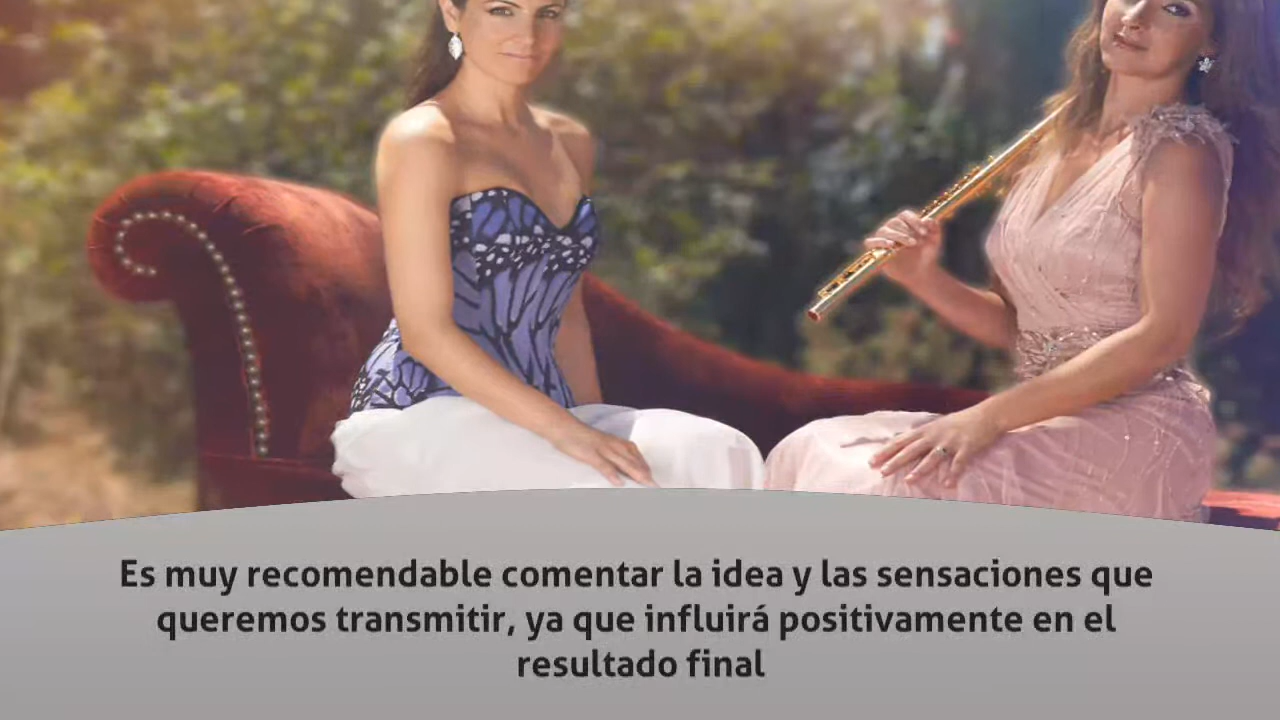 Es muy recomendable comentar la idea y las sensaciones que
queremos transmitir, ya que influirá positivamente en el
resultado final